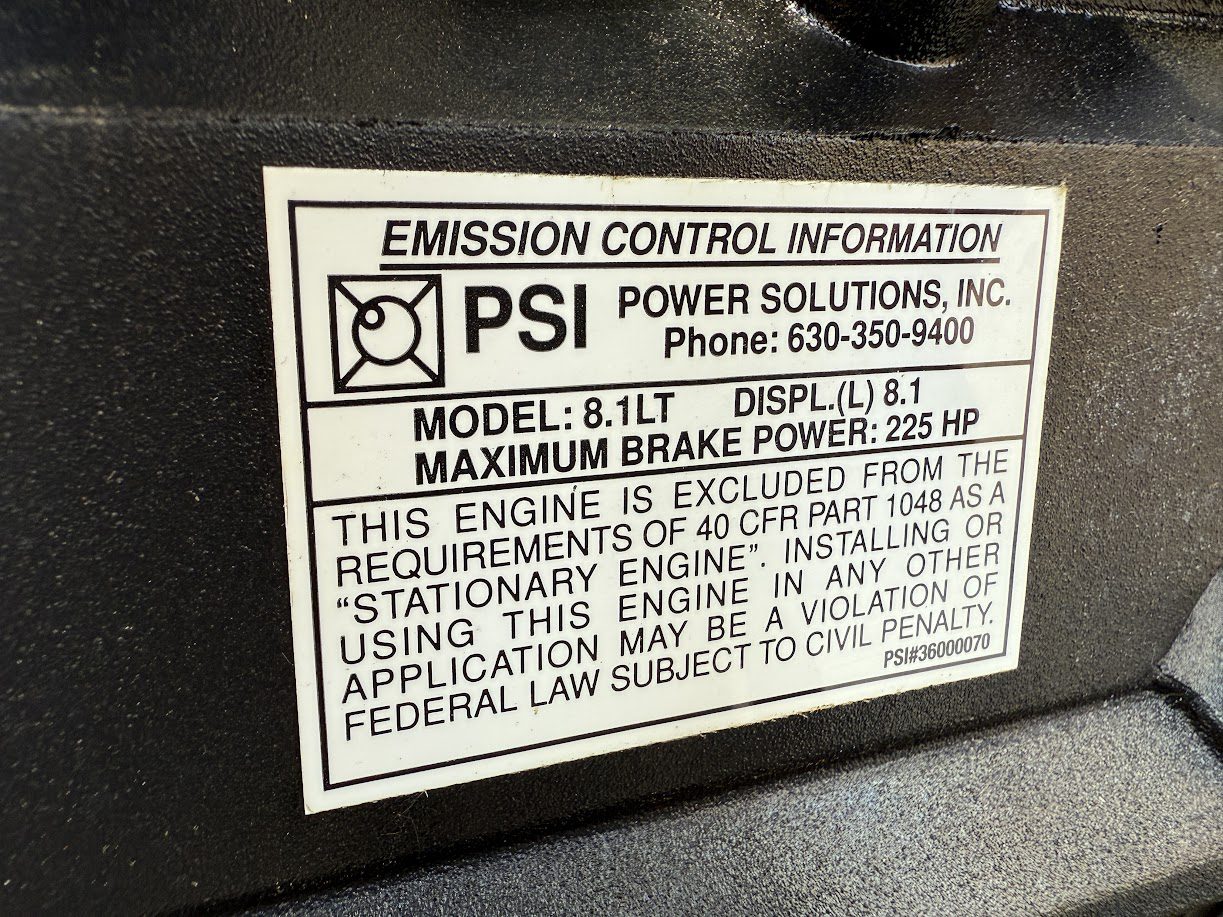 EMISSION CONTROL INFORMATION
PSI POWER SOLUTIONS, INC.
Phone: 630-350-9400
MODEL: 8.1LT DISPL.(L) 8.1
MAXIMUM BRAKE POWER: 225 HP
THIS ENGINE IS EXCLUDED FROM THE
REQUIREMENTS OF 40 CFR PART 1048 AS A
“STATIONARY ENGINE”. INSTALLING OR
USING THIS ENGINE IN ANY OTHER
APPLICATION MAY BE A VIOLATION OF
FEDERAL LAW SUBJECT TO CIVIL PENALTY.
PSI#36000070